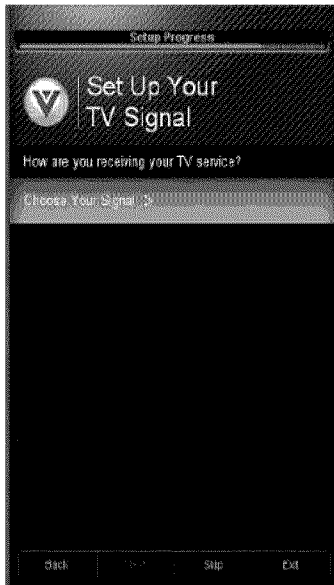 Setup Progress
Set Up Your
TV Signal
How are you receiving your TV service?
Choose Your Signal >
Back Skip Exit